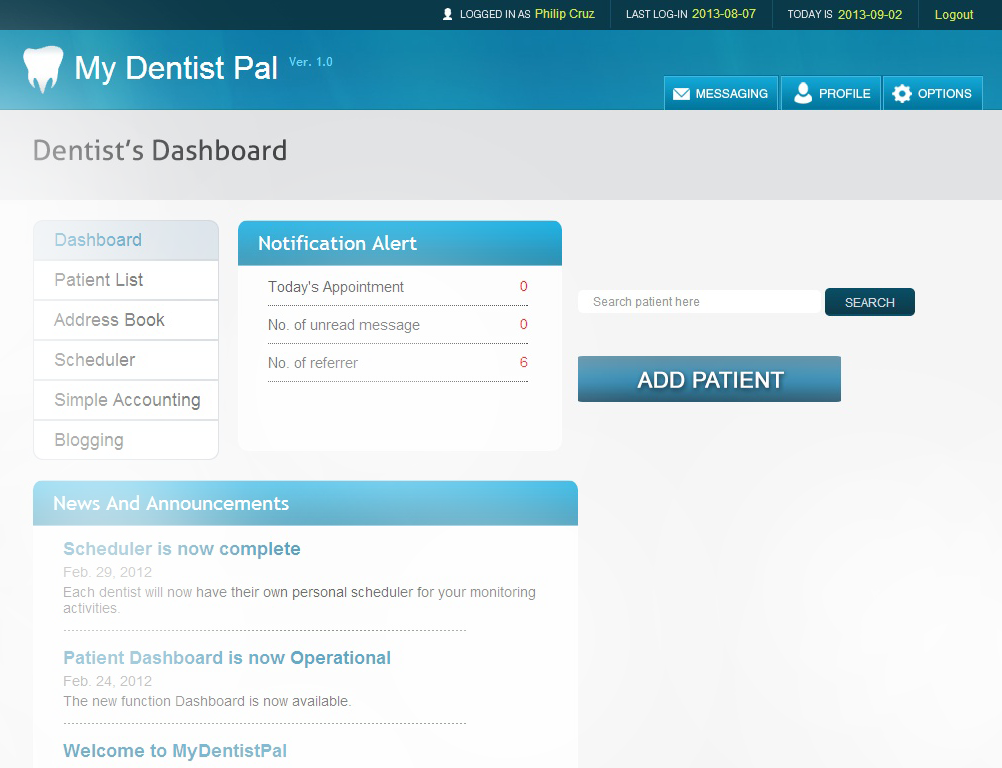 LOGGED IN AS Philip Cruz LAST LOG-IN 2013-08-07 TODAY IS 2013-09-02 Logout
My Dentist Pal Ver. 1.0
MESSAGING PROFILE OPTIONS
Dentist's Dashboard
Dashboard
Patient List
Address Book
Scheduler
Simple Accounting
Blogging
Notification Alert
Today's Appointment 0
No. of unread message 0
No. of referrer 6
Search patient here SEARCH
ADD PATIENT
News And Announcements
Scheduler is now complete
Feb. 29, 2012
Each dentist will now have their own personal scheduler for your monitoring
activities.
Patient Dashboard is now Operational
Feb. 24, 2012
The new function Dashboard is now available.
Welcome to MyDentistPal